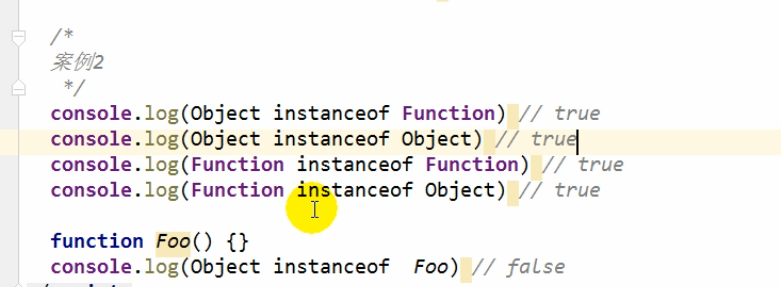 /*
案例2
*/
console.log(Object instanceof Function) // true
console.log(Object instanceof Object) // true
console.log(Function instanceof Function) // true
console.log(Function instanceof Object) // true
function Foo() {}
console.log(Object instanceof  Foo) // false